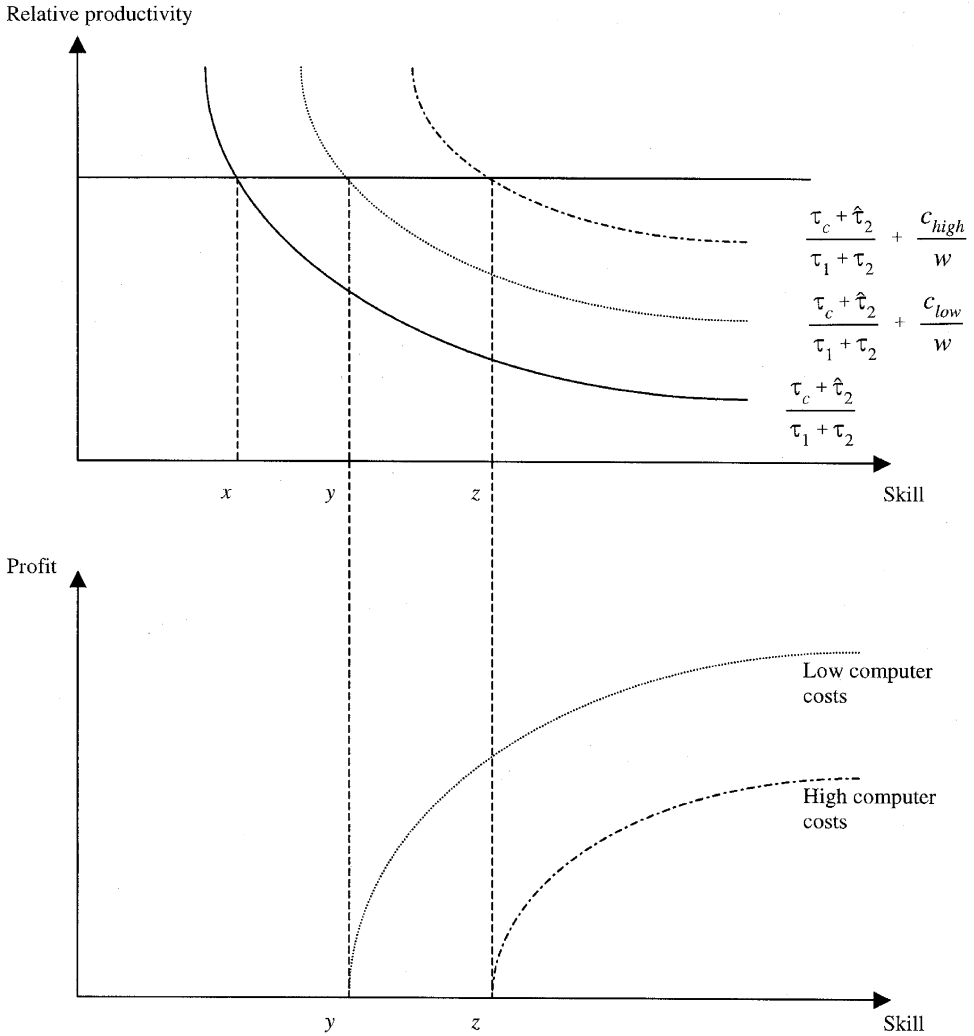 Relative productivity
τ_c + τ̂_2 / τ_1 + τ_2 + c_high / w
τ_c + τ̂_2 / τ_1 + τ_2 + c_low / w
τ_c + τ̂_2 / τ_1 + τ_2
x y z Skill
Profit
Low computer
costs
High computer
costs
y z Skill